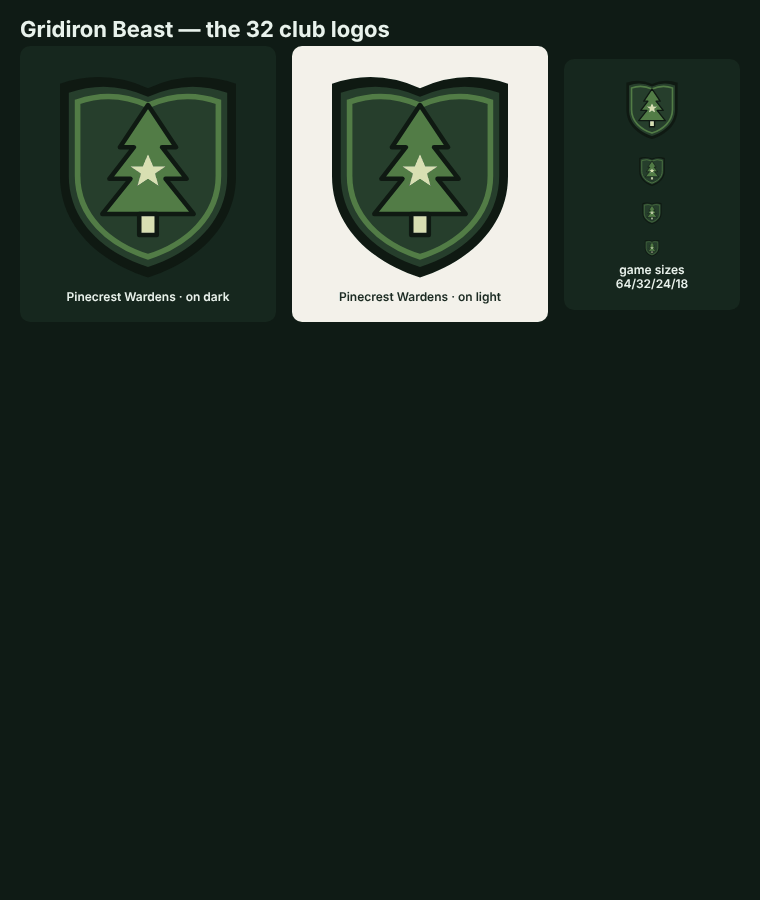 Gridiron Beast — the 32 club logos
Pinecrest Wardens · on dark
Pinecrest Wardens · on light
game sizes
64/32/24/18